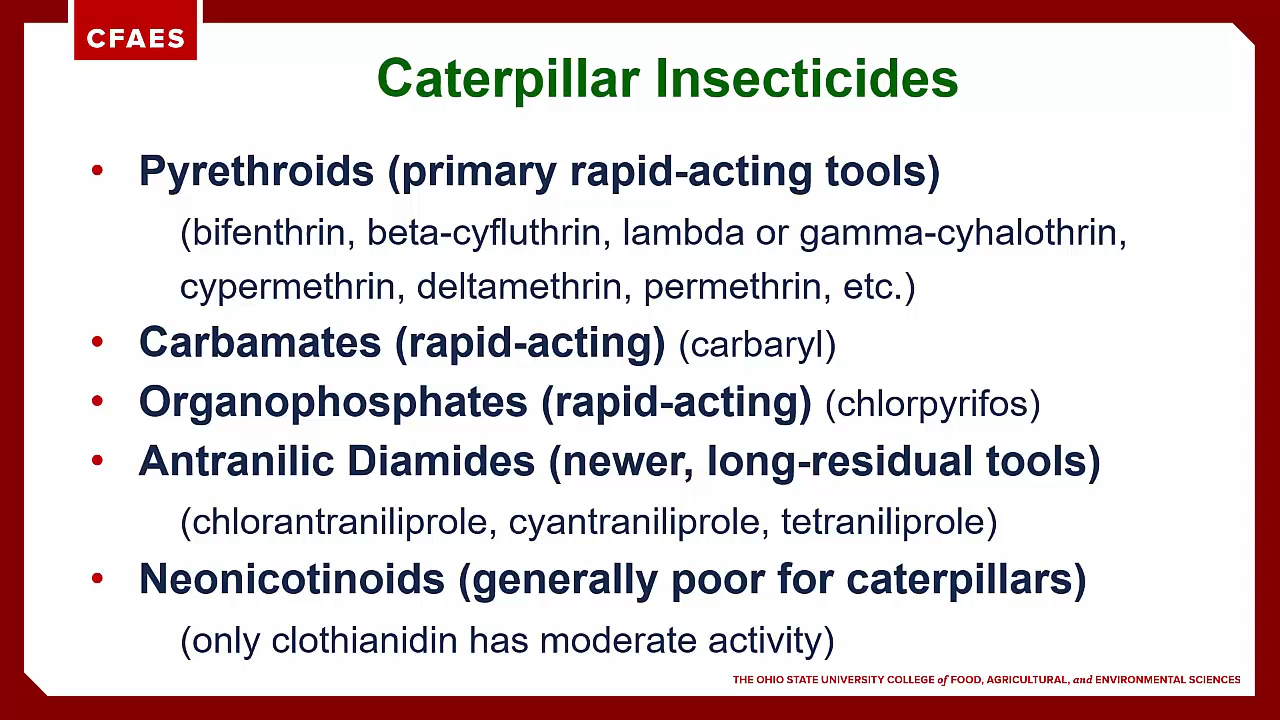 CFAES
Caterpillar Insecticides
• Pyrethroids (primary rapid-acting tools)
(bifenthrin, beta-cyfluthrin, lambda or gamma-cyhalothrin,
cypermethrin, deltamethrin, permethrin, etc.)
• Carbamates (rapid-acting) (carbaryl)
• Organophosphates (rapid-acting) (chlorpyrifos)
• Antranilic Diamides (newer, long-residual tools)
(chlorantraniliprole, cyantraniliprole, tetraniliprole)
• Neonicotinoids (generally poor for caterpillars)
(only clothianidin has moderate activity)
THE OHIO STATE UNIVERSITY COLLEGE of FOOD, AGRICULTURAL, and ENVIRONMENTAL SCIENCES